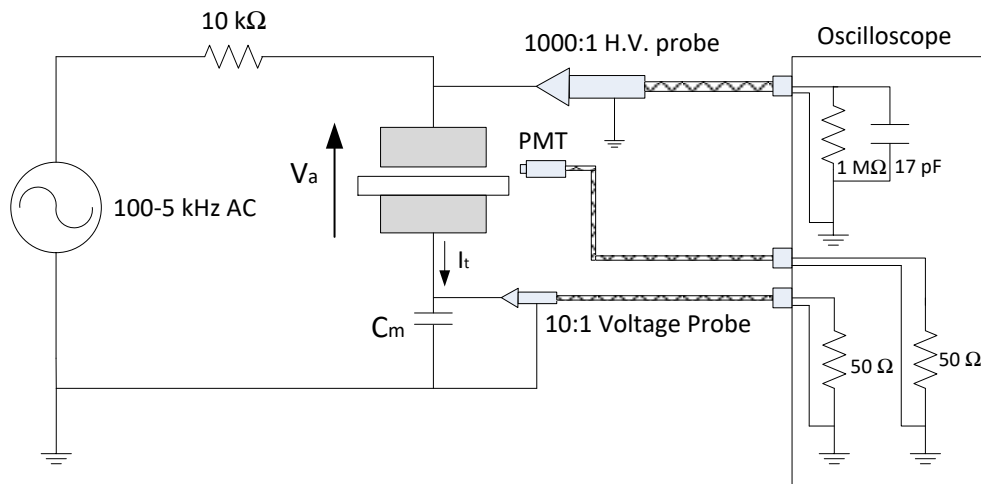 10 kΩ
1000:1 H.V. probe
Oscilloscope
PMT
1 MΩ
17 pF
Va
100-5 kHz AC
It
Cm
10:1 Voltage Probe
50 Ω
50 Ω